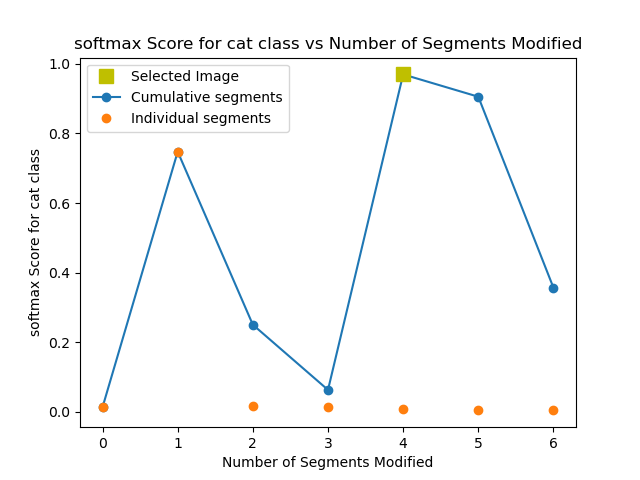 softmax Score for cat class vs Number of Segments Modified
Selected Image
Cumulative segments
Individual segments
softmax Score for cat class
1.0
0.8
0.6
0.4
0.2
0.0
0 1 2 3 4 5 6
Number of Segments Modified